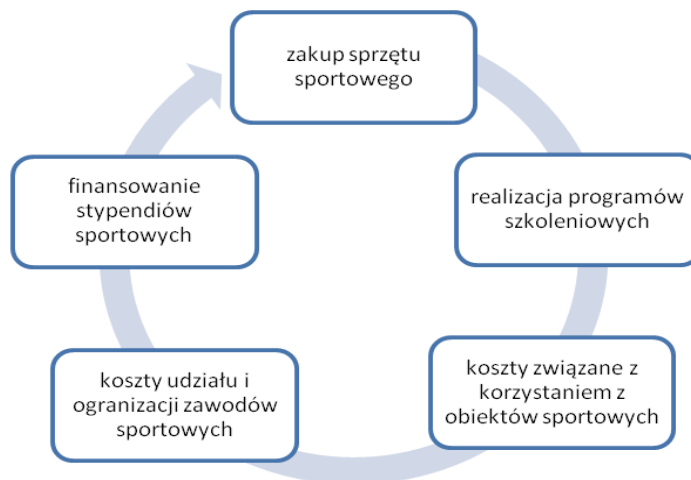 zakup sprzętu
sportowego
realizacja programów
szkoleniowych
koszty związane z
korzystaniem z
obiektów sportowych
koszty udziału i
ogranizacji zawodów
sportowych
finansowanie
stypendiów
sportowych